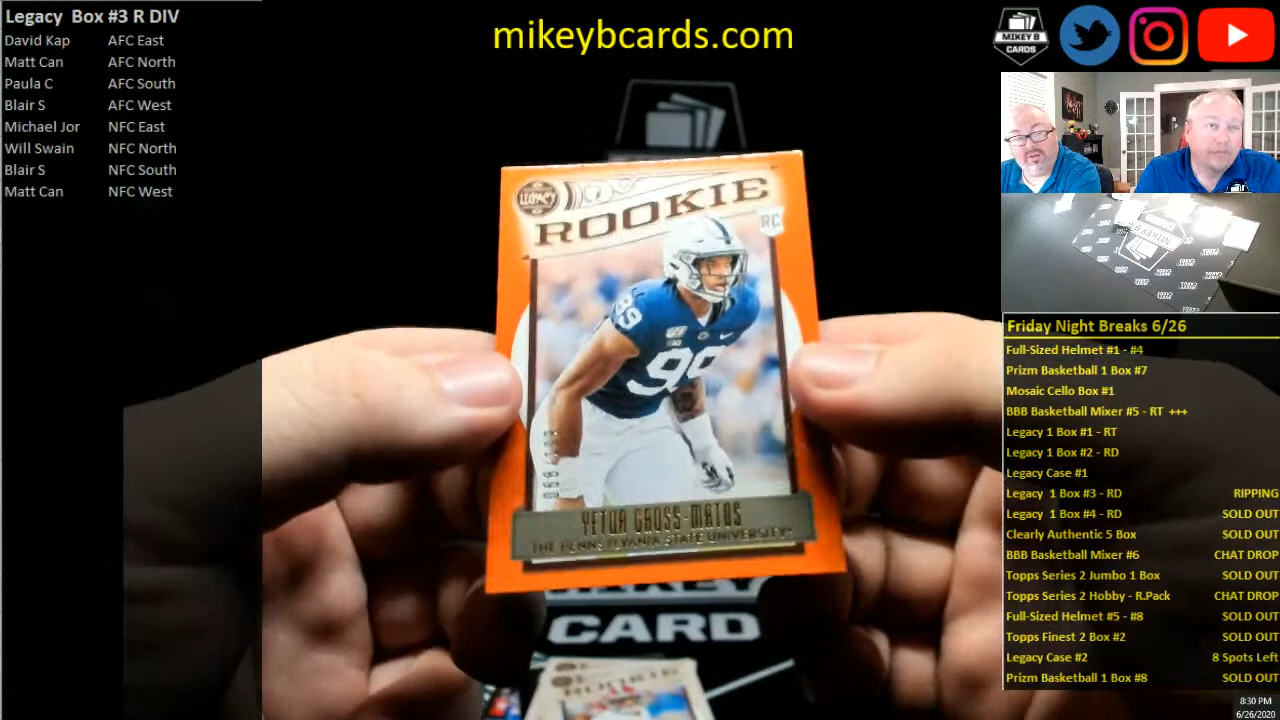 Legacy Box #3 R DIV
David Kap AFC East
Matt Can AFC North
Paula C AFC South
Blair S AFC West
Michael Jor NFC East
Will Swain NFC North
Blair S NFC South
Matt Can NFC West
mikeybcards.com
MIKEY B
CARDS
LEGACY
ROOKIE
RC
99
99
YETUR GROSS-MATOS
THE PENNSYLVANIA STATE UNIVERSITY
CARD
ROOKIE
Friday Night Breaks 6/26
Full-Sized Helmet #1 - #4
Prizm Basketball 1 Box #7
Mosaic Cello Box #1
BBB Basketball Mixer #5 - RT +++
Legacy 1 Box #1 - RT
Legacy 1 Box #2 - RD
Legacy Case #1
Legacy 1 Box #3 - RD RIPPING
Legacy 1 Box #4 - RD SOLD OUT
Clearly Authentic 5 Box SOLD OUT
BBB Basketball Mixer #6 CHAT DROP
Topps Series 2 Jumbo 1 Box SOLD OUT
Topps Series 2 Hobby - R.Pack CHAT DROP
Full-Sized Helmet #5 - #8 SOLD OUT
Topps Finest 2 Box #2 SOLD OUT
Legacy Case #2 8 Spots Left
Prizm Basketball 1 Box #8 SOLD OUT
8:30 PM
6/26/2020